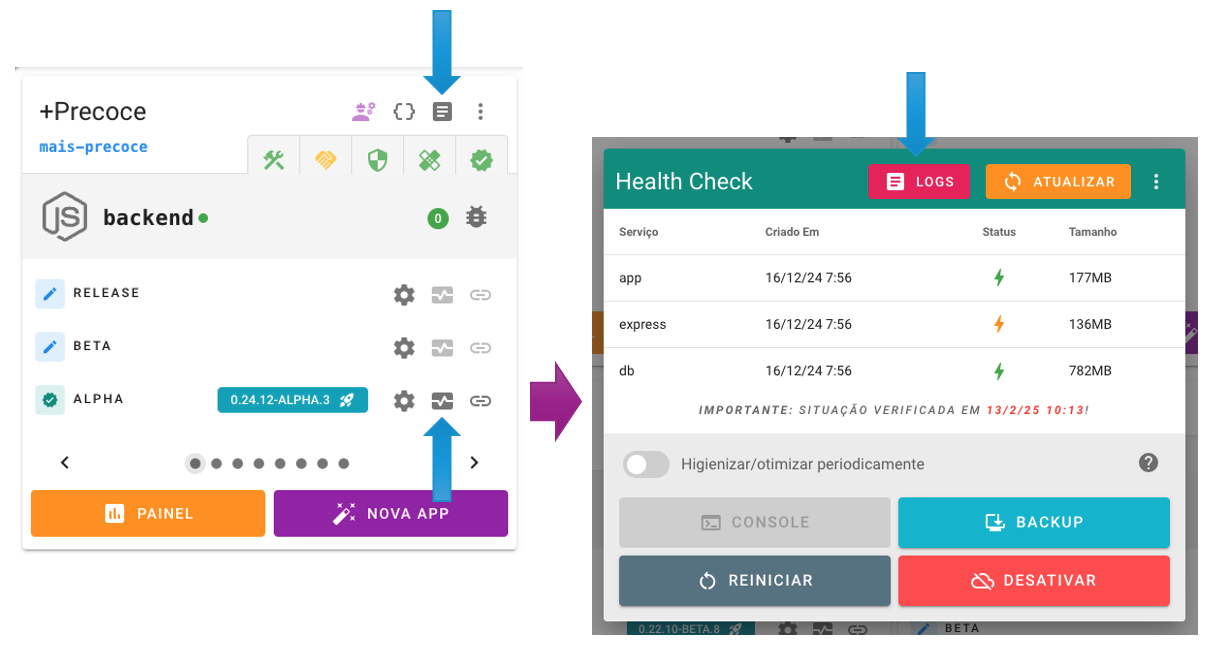 +Precoce
mais-precoce
JS backend 0
RELEASE
BETA
ALPHA 0.24.12-ALPHA.3
PAINEL NOVA APP
Health Check LOGS ATUALIZAR
Serviço Criado Em Status Tamanho
app 16/12/24 7:56 177MB
express 16/12/24 7:56 136MB
db 16/12/24 7:56 782MB
IMPORTANTE: SITUAÇÃO VERIFICADA EM 13/2/25 10:13!
Higienizar/otimizar periodicamente ?
CONSOLE BACKUP
REINICIAR DESATIVAR
0.22.10-BETA.8 BETA